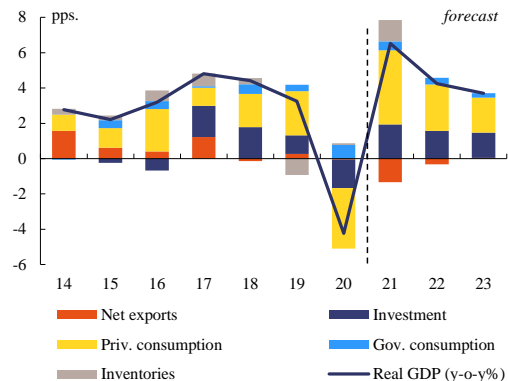 8 pps. forecast
6
4
2
0
-2
-4
-6
14 15 16 17 18 19 20 21 22 23
Net exports Investment
Priv. consumption Gov. consumption
Inventories Real GDP (y-o-y%)